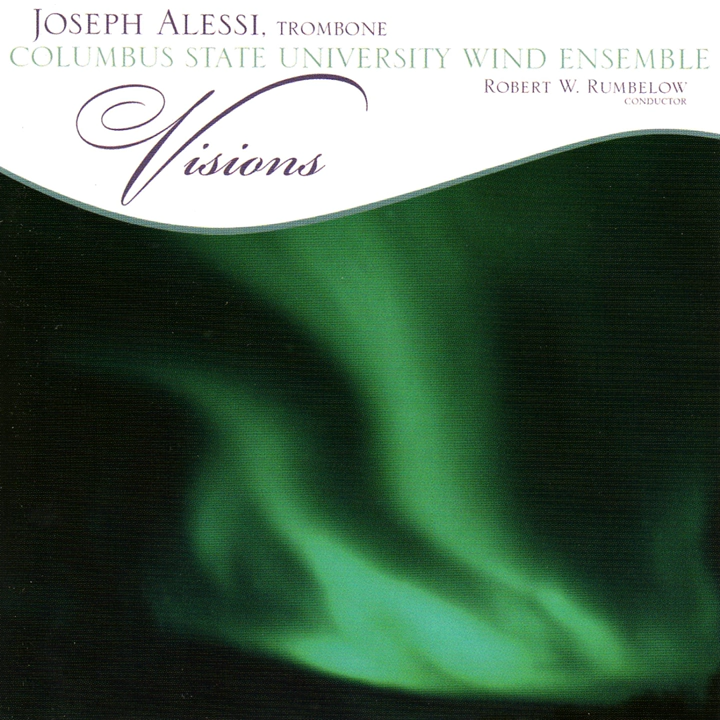 JOSEPH ALESSI, TROMBONE
COLUMBUS STATE UNIVERSITY WIND ENSEMBLE
ROBERT W. RUMBELOW
CONDUCTOR
Visions